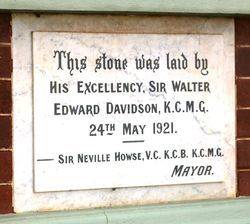 This stone was laid by
His Excellency, Sir Walter
Edward Davidson, K.C.M.G.
24th May 1921.
— Sir Neville Howse, V.C. K.C.B. K.C.M.G.
Mayor.